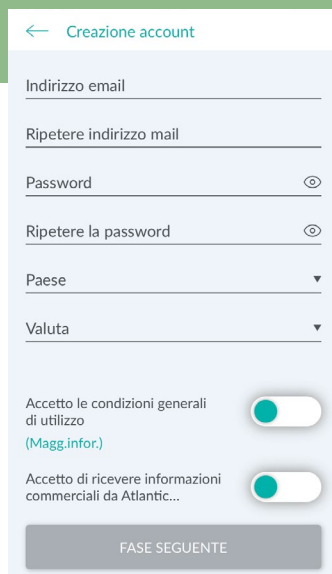 Creazione account
Indirizzo email
Ripetere indirizzo mail
Password
Ripetere la password
Paese
Valuta
Accetto le condizioni generali
di utilizzo
(Magg.infor.)
Accetto di ricevere informazioni
commerciali da Atlantic...
FASE SEGUENTE